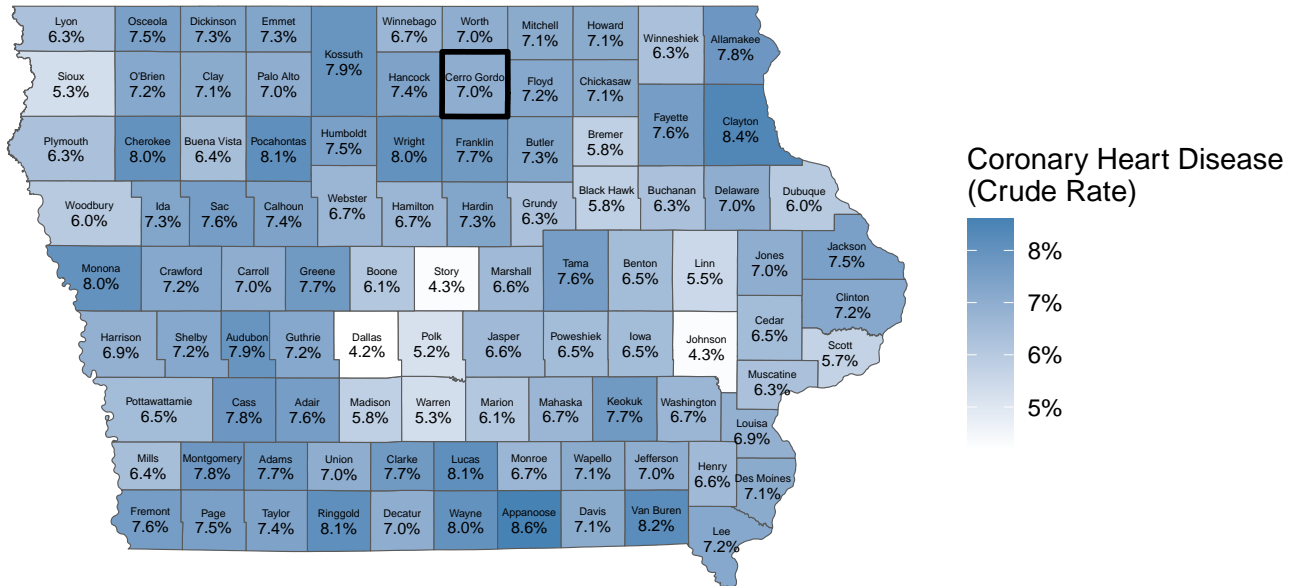 Lyon
6.3%
Osceola
7.5%
Dickinson
7.3%
Emmet
7.3%
Kossuth
7.9%
Winnebago
6.7%
Worth
7.0%
Mitchell
7.1%
Howard
7.1%
Winneshiek
6.3%
Allamakee
7.8%
Sioux
5.3%
O'Brien
7.2%
Clay
7.1%
Palo Alto
7.0%
Hancock
7.4%
Cerro Gordo
7.0%
Floyd
7.2%
Chickasaw
7.1%
Fayette
7.6%
Clayton
8.4%
Plymouth
6.3%
Cherokee
8.0%
Buena Vista
6.4%
Pocahontas
8.1%
Humboldt
7.5%
Wright
8.0%
Franklin
7.7%
Butler
7.3%
Bremer
5.8%
Woodbury
6.0%
Ida
7.3%
Sac
7.6%
Calhoun
7.4%
Webster
6.7%
Hamilton
6.7%
Hardin
7.3%
Grundy
6.3%
Black Hawk
5.8%
Buchanan
6.3%
Delaware
7.0%
Dubuque
6.0%
Monona
8.0%
Crawford
7.2%
Carroll
7.0%
Greene
7.7%
Boone
6.1%
Story
4.3%
Marshall
6.6%
Tama
7.6%
Benton
6.5%
Linn
5.5%
Jones
7.0%
Jackson
7.5%
Clinton
7.2%
Harrison
6.9%
Shelby
7.2%
Audubon
7.9%
Guthrie
7.2%
Dallas
4.2%
Polk
5.2%
Jasper
6.6%
Poweshiek
6.5%
Iowa
6.5%
Johnson
4.3%
Cedar
6.5%
Scott
5.7%
Muscatine
6.3%
Pottawattamie
6.5%
Cass
7.8%
Adair
7.6%
Madison
5.8%
Warren
5.3%
Marion
6.1%
Mahaska
6.7%
Keokuk
7.7%
Washington
6.7%
Louisa
6.9%
Mills
6.4%
Montgomery
7.8%
Adams
7.7%
Union
7.0%
Clarke
7.7%
Lucas
8.1%
Monroe
6.7%
Wapello
7.1%
Jefferson
7.0%
Henry
6.6%
Des Moines
7.1%
Fremont
7.6%
Page
7.5%
Taylor
7.4%
Ringgold
8.1%
Decatur
7.0%
Wayne
8.0%
Appanoose
8.6%
Davis
7.1%
Van Buren
8.2%
Lee
7.2%
Coronary Heart Disease
(Crude Rate)
8%
7%
6%
5%